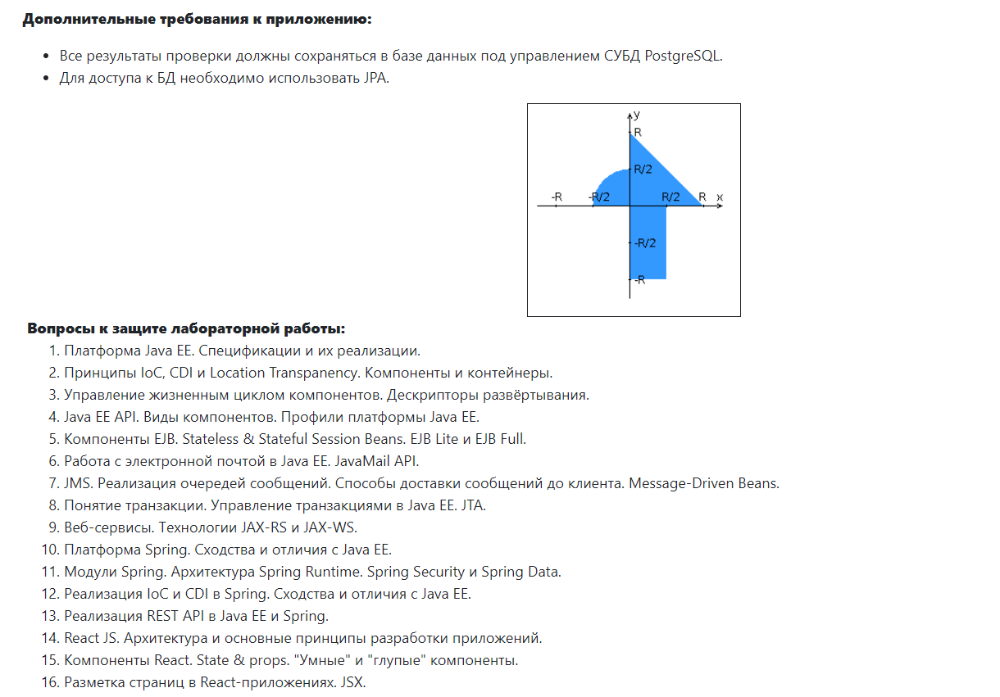 Дополнительные требования к приложению:
• Все результаты проверки должны сохраняться в базе данных под управлением СУБД PostgreSQL.
• Для доступа к БД необходимо использовать JPA.
y
R
R/2
-R
-R/2
R/2
R
x
-R/2
-R
Вопросы к защите лабораторной работы:
1. Платформа Java EE. Спецификации и их реализации.
2. Принципы IoC, CDI и Location Transpanency. Компоненты и контейнеры.
3. Управление жизненным циклом компонентов. Дескрипторы развёртывания.
4. Java EE API. Виды компонентов. Профили платформы Java EE.
5. Компоненты EJB. Stateless & Stateful Session Beans. EJB Lite и EJB Full.
6. Работа с электронной почтой в Java EE. JavaMail API.
7. JMS. Реализация очередей сообщений. Способы доставки сообщений до клиента. Message-Driven Beans.
8. Понятие транзакции. Управление транзакциями в Java EE. JTA.
9. Веб-сервисы. Технологии JAX-RS и JAX-WS.
10. Платформа Spring. Сходства и отличия с Java EE.
11. Модули Spring. Архитектура Spring Runtime. Spring Security и Spring Data.
12. Реализация IoC и CDI в Spring. Сходства и отличия с Java EE.
13. Реализация REST API в Java EE и Spring.
14. React JS. Архитектура и основные принципы разработки приложений.
15. Компоненты React. State & props. "Умные" и "глупые" компоненты.
16. Разметка страниц в React-приложениях. JSX.